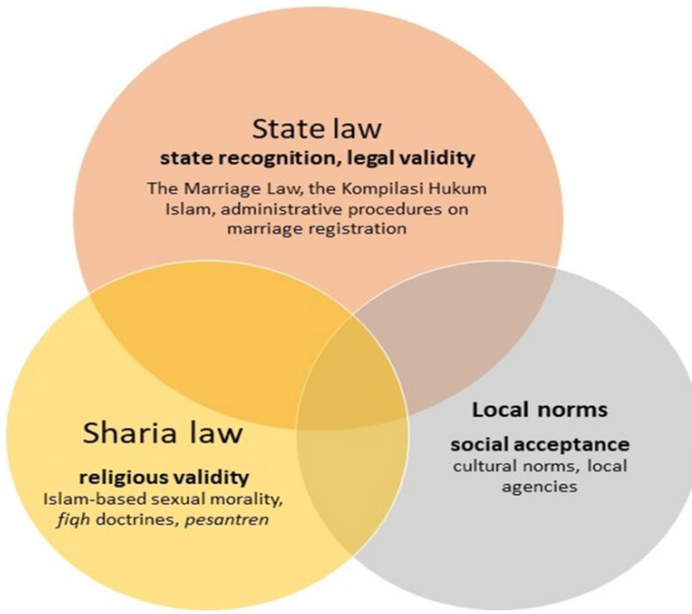 State law
state recognition, legal validity
The Marriage Law, the Kompilasi Hukum
Islam, administrative procedures on
marriage registration
Sharia law
religious validity
Islam-based sexual morality,
fiqh doctrines, pesantren
Local norms
social acceptance
cultural norms, local
agencies